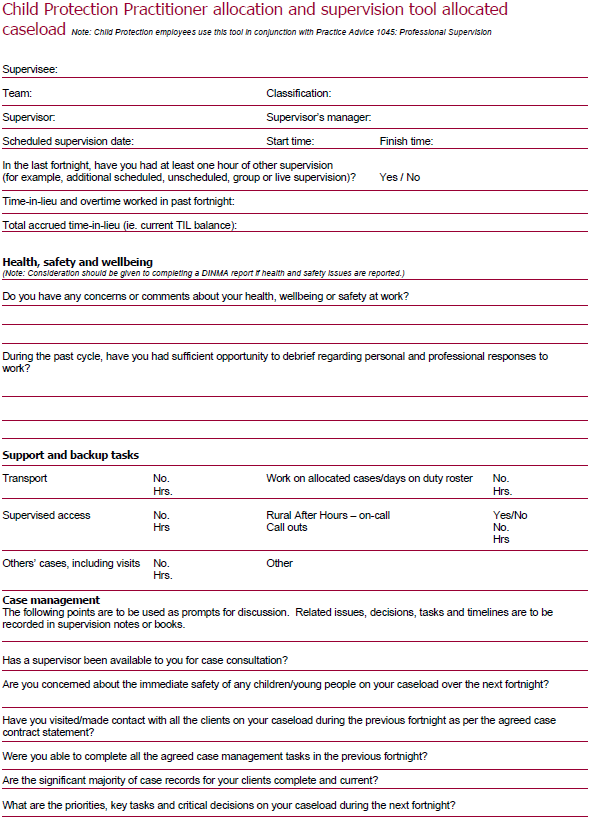 Child Protection Practitioner allocation and supervision tool allocated
caseload Note: Child Protection employees use this tool in conjunction with Practice Advice 1045: Professional Supervision
Supervisee:
Team: Classification:
Supervisor: Supervisor's manager:
Scheduled supervision date: Start time: Finish time:
In the last fortnight, have you had at least one hour of other supervision
(for example, additional scheduled, unscheduled, group or live supervision)? Yes / No
Time-in-lieu and overtime worked in past fortnight:
Total accrued time-in-lieu (ie. current TIL balance):
Health, safety and wellbeing
(Note: Consideration should be given to completing a DINMA report if health and safety issues are reported.)
Do you have any concerns or comments about your health, wellbeing or safety at work?
During the past cycle, have you had sufficient opportunity to debrief regarding personal and professional responses to
work?
Support and backup tasks
Transport No. Work on allocated cases/days on duty roster No.
Hrs. Hrs.
Supervised access No. Rural After Hours – on-call Yes/No
Hrs Call outs No.
Hrs
Others' cases, including visits No. Other
Hrs.
Case management
The following points are to be used as prompts for discussion. Related issues, decisions, tasks and timelines are to be
recorded in supervision notes or books.
Has a supervisor been available to you for case consultation?
Are you concerned about the immediate safety of any children/young people on your caseload over the next fortnight?
Have you visited/made contact with all the clients on your caseload during the previous fortnight as per the agreed case
contract statement?
Were you able to complete all the agreed case management tasks in the previous fortnight?
Are the significant majority of case records for your clients complete and current?
What are the priorities, key tasks and critical decisions on your caseload during the next fortnight?